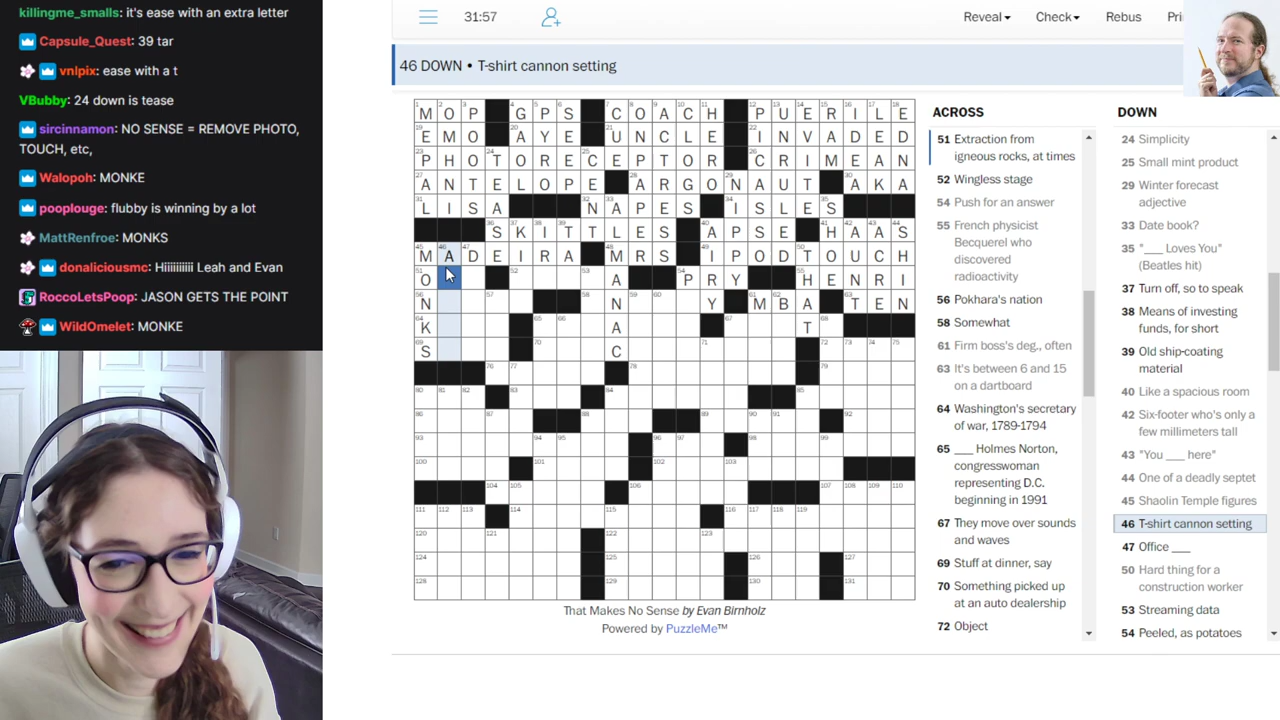 killingme_smalls: it's ease with an extra letter
Capsule_Quest: 39 tar
vnlpix: ease with a t
VBubby: 24 down is tease
sircinnamon: NO SENSE = REMOVE PHOTO,
TOUCH, etc,
Walopoh: MONKE
pooplouge: flubby is winning by a lot
MattRenfroe: MONKS
donaliciousmc: Hiiiiiiiiii Leah and Evan
RoccoLetsPoop: JASON GETS THE POINT
WildOmelet: MONKE
31:57
Reveal
Check
Rebus
46 DOWN • T-shirt cannon setting
MOP GPS COACH PUERILE
EMO AYE UNCLE INVADED
PHOTORECEPTOR CRIMEAN
ANTELOPE ARGONAUT AKA
LISA NAPES ISLES
SKITTLES APSE HAAS
MADEIRA MRS IPODTOUCH
O A PRY HENRI
N N Y MBA TEN
K A T
S C
That Makes No Sense by Evan Birnholz
Powered by PuzzleMe™
ACROSS
51 Extraction from
igneous rocks, at times
52 Wingless stage
54 Push for an answer
55 French physicist
Becquerel who
discovered
radioactivity
56 Pokhara's nation
58 Somewhat
61 Firm boss's deg., often
63 It's between 6 and 15
on a dartboard
64 Washington's secretary
of war, 1789-1794
65 ___ Holmes Norton,
congresswoman
representing D.C.
beginning in 1991
67 They move over sounds
and waves
69 Stuff at dinner, say
70 Something picked up
at an auto dealership
72 Object
DOWN
24 Simplicity
25 Small mint product
29 Winter forecast
adjective
33 Date book?
35 "___ Loves You"
(Beatles hit)
37 Turn off, so to speak
38 Means of investing
funds, for short
39 Old ship-coating
material
40 Like a spacious room
42 Six-footer who's only a
few millimeters tall
43 "You ___ here"
44 One of a deadly septet
45 Shaolin Temple figures
46 T-shirt cannon setting
47 Office ___
50 Hard thing for a
construction worker
53 Streaming data
54 Peeled, as potatoes